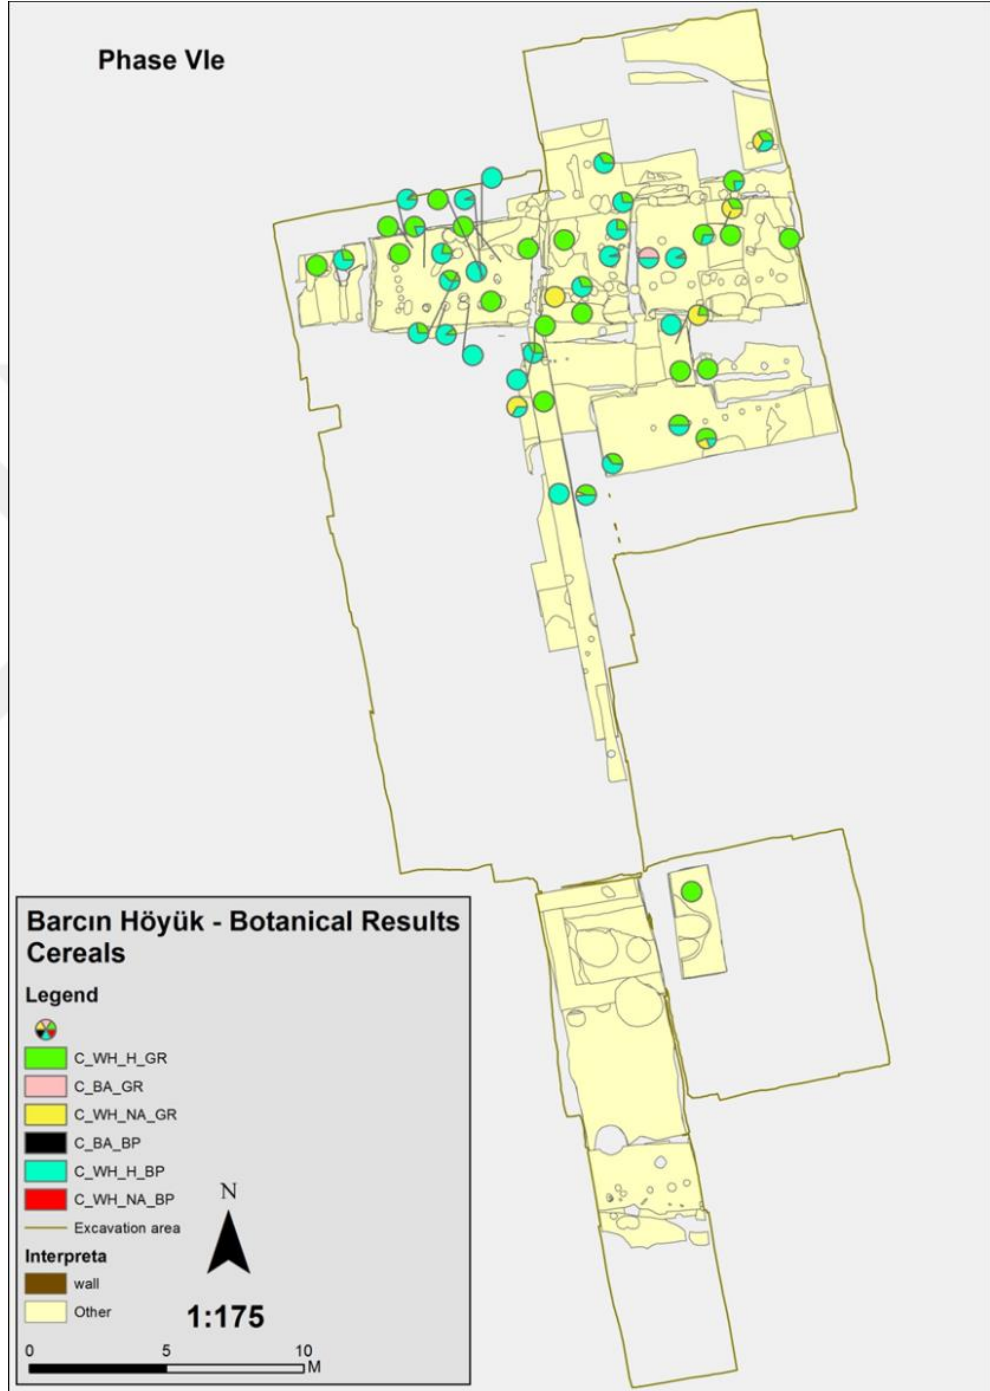 Phase VIe
Barcın Höyük - Botanical Results
Cereals
Legend
C_WH_H_GR
C_BA_GR
C_WH_NA_GR
C_BA_BP
C_WH_H_BP
C_WH_NA_BP
Excavation area
Interpreta
wall
Other
N
1:175
0 5 10
M